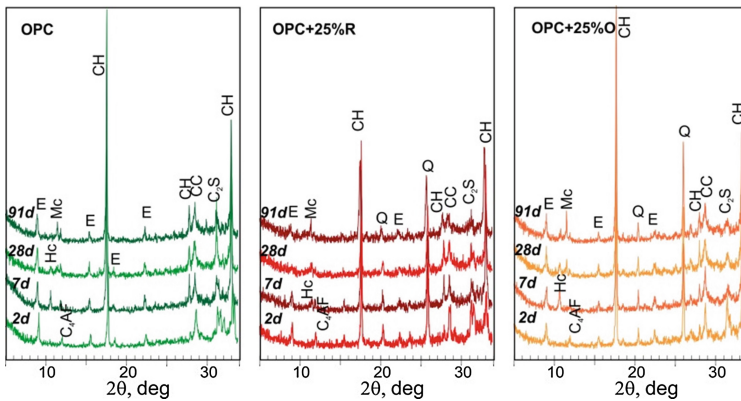 OPC
CH
CH
CH
CC
C₂S
E
Mc
E
E
91d
Hc
28d
E
7d
C₄AF
2d
10
20
30
2θ, deg
OPC+25%R
CH
CH
Q
CH
CC
C₂S
E
Mc
Q
E
91d
28d
Hc
7d
C₄AF
2d
10
20
30
2θ, deg
OPC+25%O
CH
CH
Q
CH
CC
C₂S
E
Mc
E
Q
E
91d
28d
Hc
7d
C₄AF
2d
10
20
30
2θ, deg